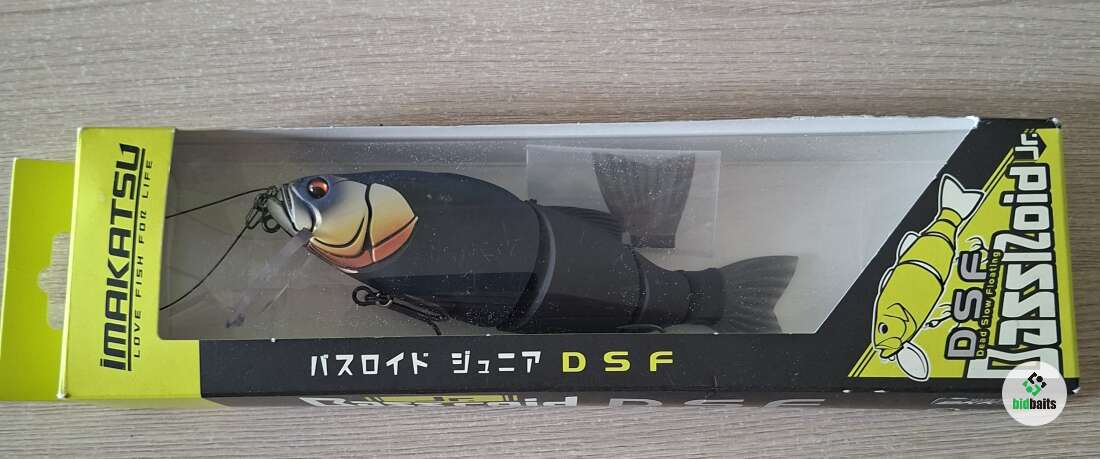 iMAKATSU
LOVE FISH FOR LIFE
バスロイド ジュニア DSF
DSF
Dead Slow Floating
BassRoid Jr.
bidbaits